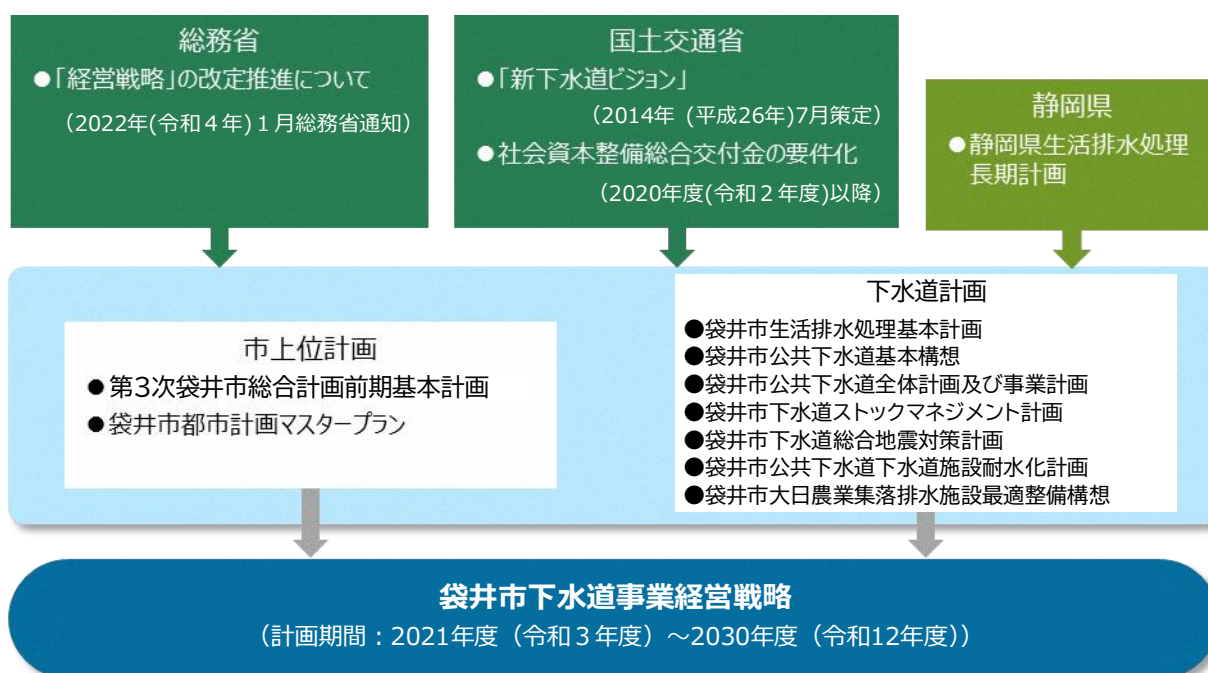 総務省
●｢経営戦略」の改定推進について
（2022年(令和４年)１月総務省通知）
国土交通省
●｢新下水道ビジョン」
（2014年 (平成26年)7月策定）
●社会資本整備総合交付金の要件化
（2020年度(令和２年度)以降）
静岡県
●静岡県生活排水処理
長期計画
市上位計画
●第３次袋井市総合計画前期基本計画
●袋井市都市計画マスタープラン
下水道計画
●袋井市生活排水処理基本計画
●袋井市公共下水道基本構想
●袋井市公共下水道全体計画及び事業計画
●袋井市下水道ストックマネジメント計画
●袋井市下水道総合地震対策計画
●袋井市公共下水道下水道施設耐水化計画
●袋井市大日農業集落排水施設最適整備構想
袋井市下水道事業経営戦略
（計画期間：2021年度（令和３年度）～2030年度（令和12年度））